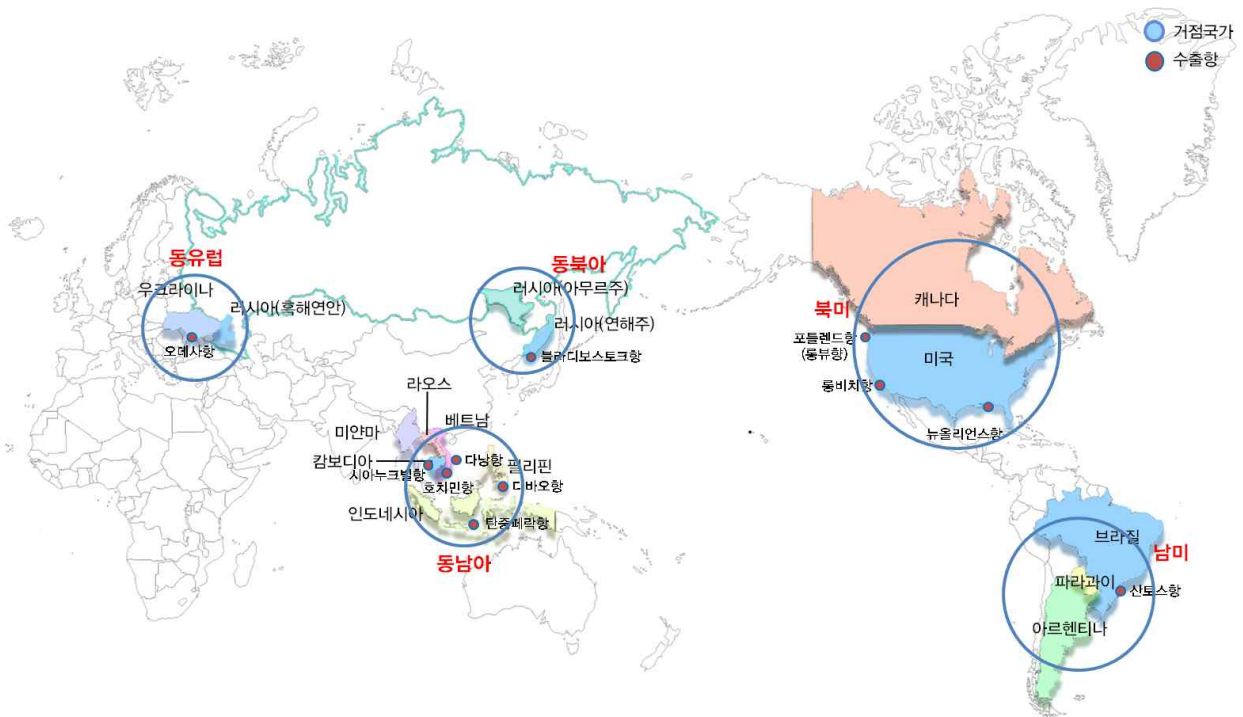 거점국가
수출항
동유럽
우크라이나
러시아(흑해연안)
오데사항
동북아
러시아(아무르주)
러시아(연해주)
블라디보스토크항
북미
캐나다
포틀랜드항
(롱뷰항)
미국
롱비치항
뉴올리언스항
라오스
베트남
미얀마
캄보디아
시아누크빌항
다낭항
필리핀
호치민항
다바오항
인도네시아
탄중페락항
동남아
브라질
남미
파라과이
산토스항
아르헨티나